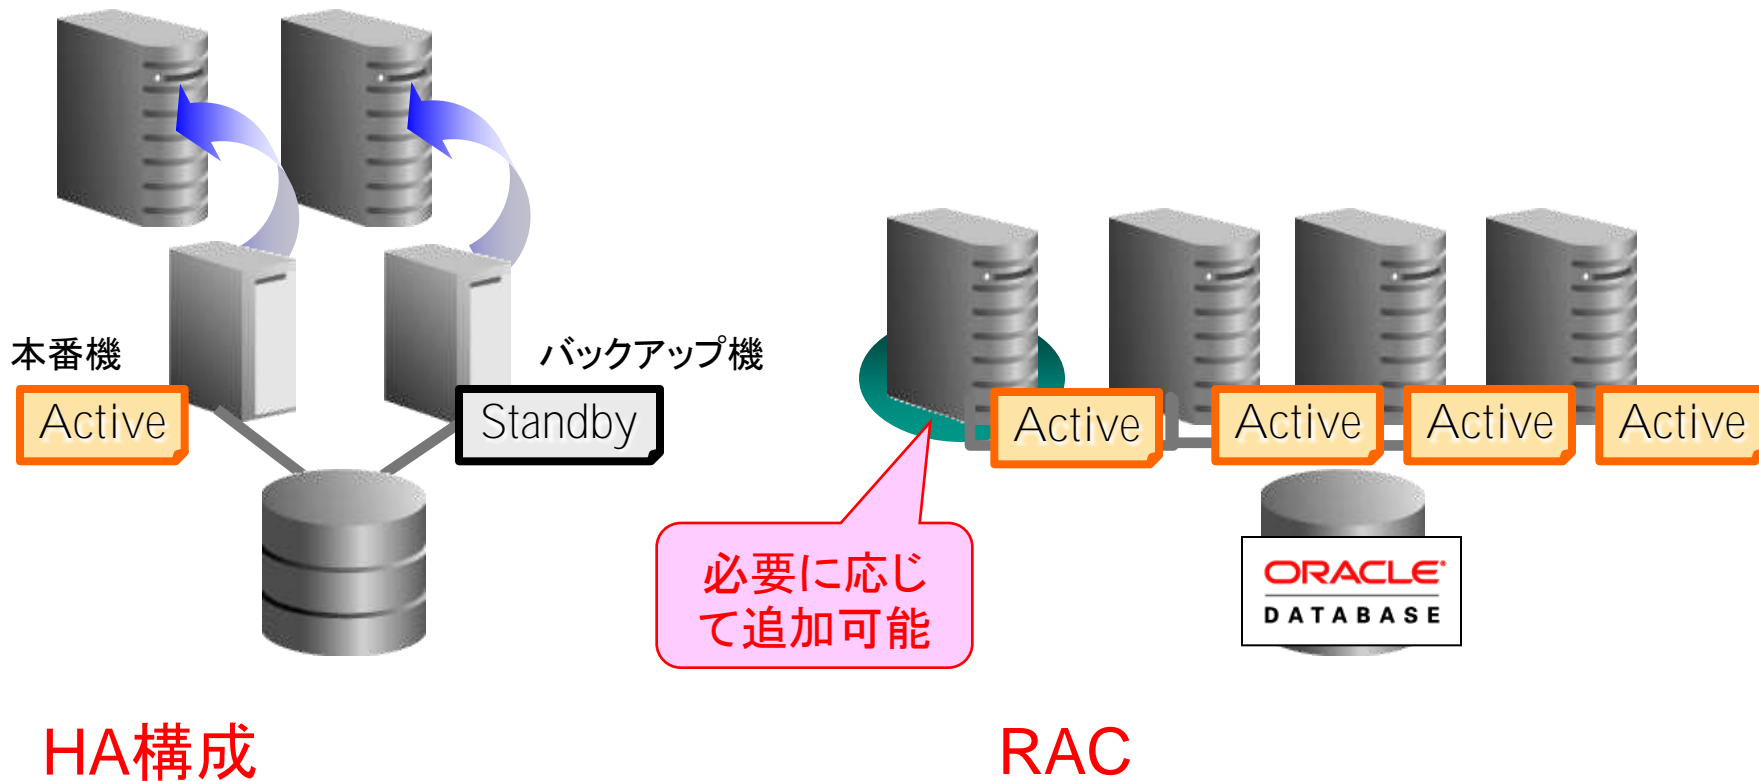 本番機
バックアップ機
Active
Standby
Active
Active
Active
Active
必要に応じ
て追加可能
ORACLE®
DATABASE
HA構成
RAC